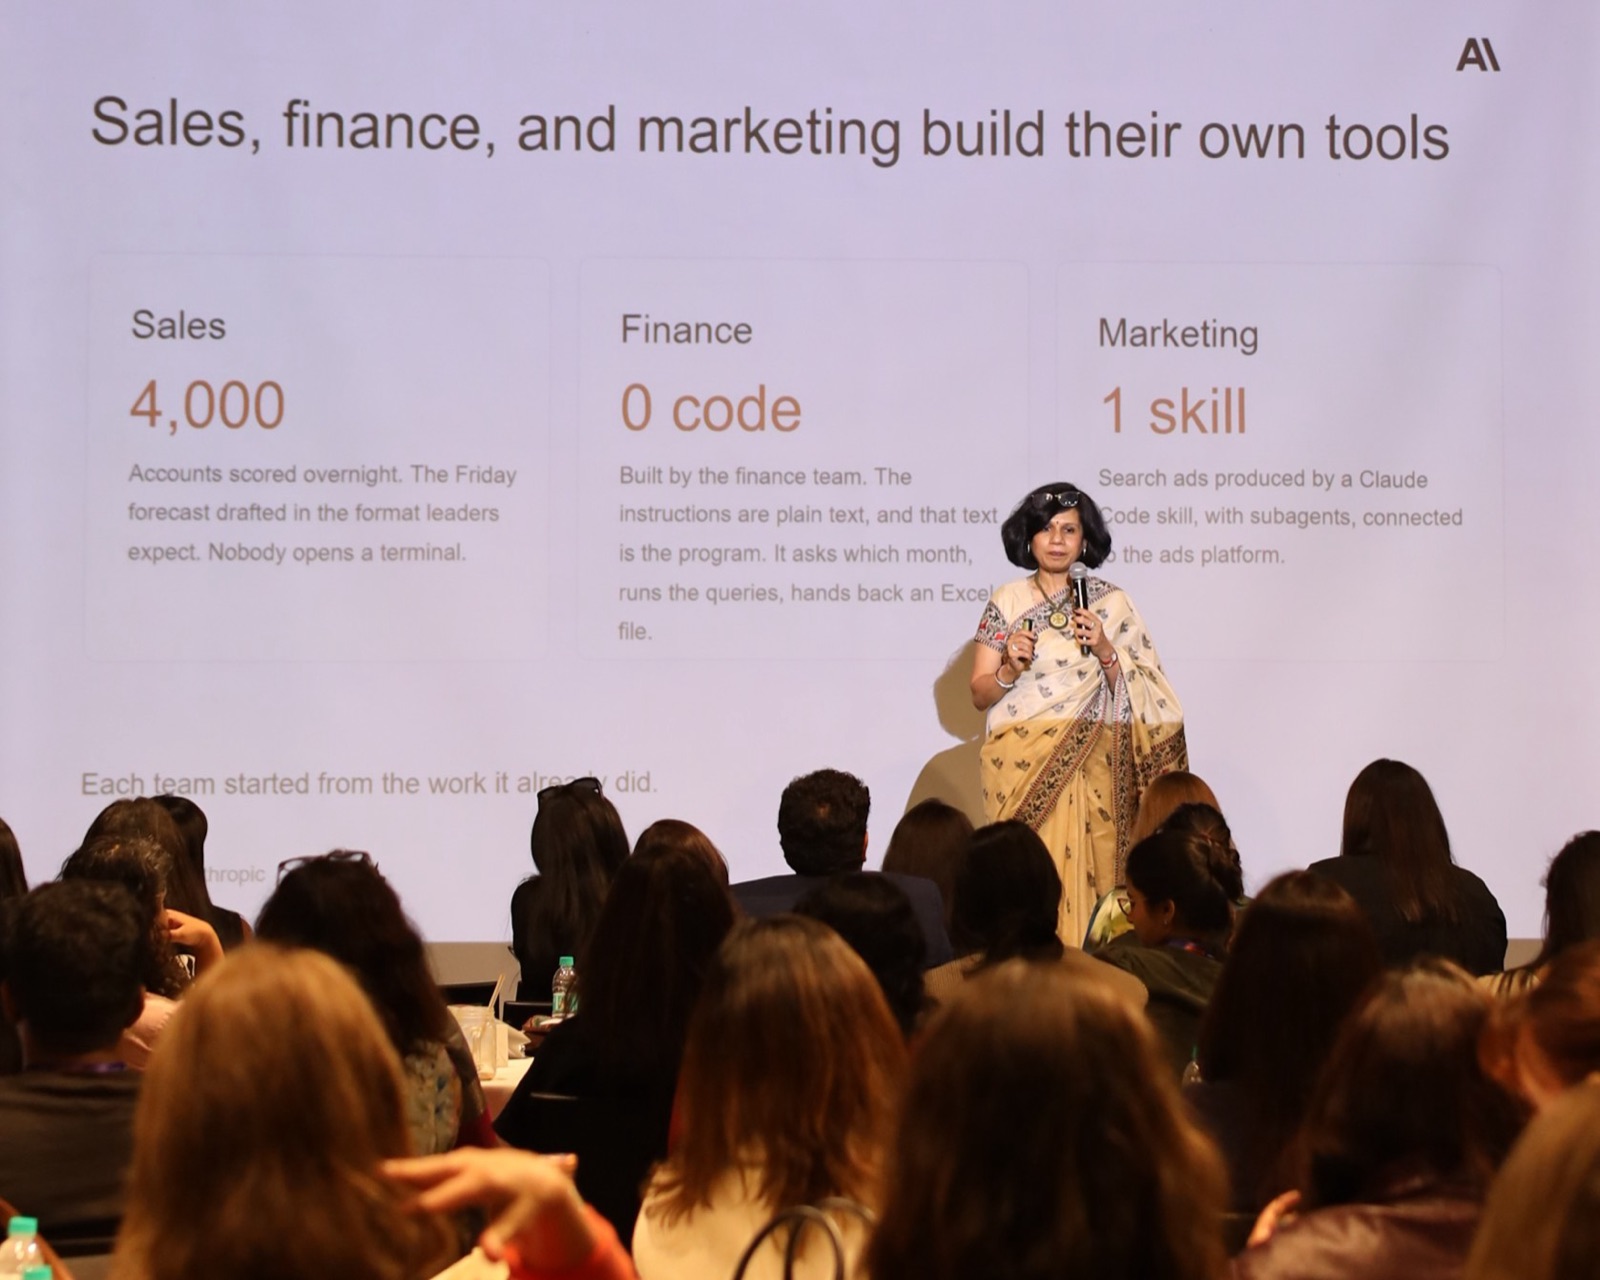 A\
Sales, finance, and marketing build their own tools
Sales
4,000
Accounts scored overnight. The Friday
forecast drafted in the format leaders
expect. Nobody opens a terminal.
Finance
0 code
Built by the finance team. The
instructions are plain text, and that text
is the program. It asks which month,
runs the queries, hands back an Excel
file.
Marketing
1 skill
Search ads produced by a Claude
Code skill, with subagents, connected
the ads platform.
Each team started from the work it already did.
thropic